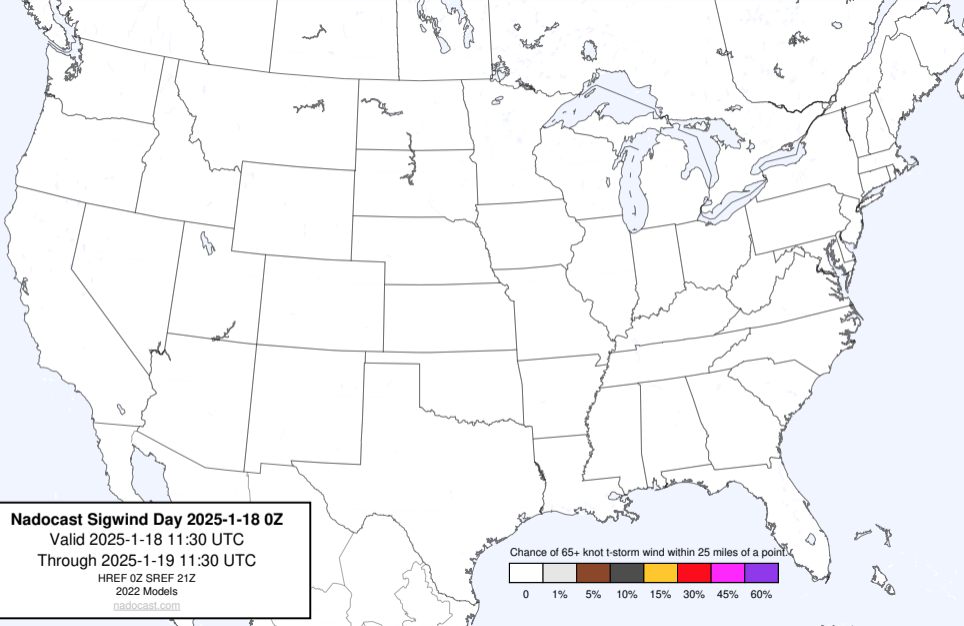 Nadocast Sigwind Day 2025-1-18 0Z
Valid 2025-1-18 11:30 UTC
Through 2025-1-19 11:30 UTC
HREF 0Z SREF 21Z
2022 Models
nadocast.com
Chance of 65+ knot t-storm wind within 25 miles of a point.
0 1% 5% 10% 15% 30% 45% 60%